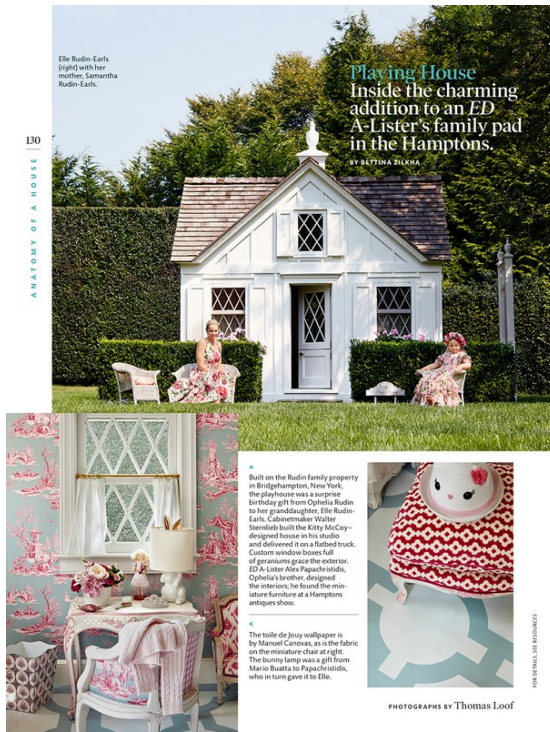 Elle Rudin-Earls
(right) with her
mother, Samantha
Rudin-Earls.
Playing House
Inside the charming
addition to an ED
A-Lister's family pad
in the Hamptons.
BY BETTINA ZILKHA
130
ANATOMY OF A HOUSE
Built on the Rudin family property
in Bridgehampton, New York,
the playhouse was a surprise
birthday gift from Ophelia Rudin
to her granddaughter, Elle Rudin-
Earls. Cabinetmaker Walter
Sternlieb built the Kitty McCoy–
designed house in his studio
and delivered it on a flatbed truck.
Custom window boxes full
of geraniums grace the exterior.
ED A-Lister Alex Papachristidis,
Ophelia's brother, designed
the interiors; he found the min-
iature furniture at a Hamptons
antiques show.
The toile de Jouy wallpaper is
by Manuel Canovas, as is the fabric
on the miniature chair at right.
The bunny lamp was a gift from
Mario Buatta to Papachristidis,
who in turn gave it to Elle.
FOR DETAILS, SEE RESOURCES
PHOTOGRAPHS BY Thomas Loof